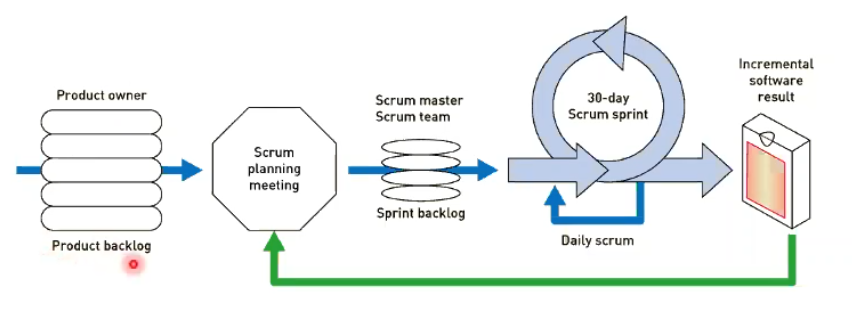 Product owner
Product backlog
Scrum
planning
meeting
Scrum master
Scrum team
Sprint backlog
30-day
Scrum sprint
Daily scrum
Incremental
software
result